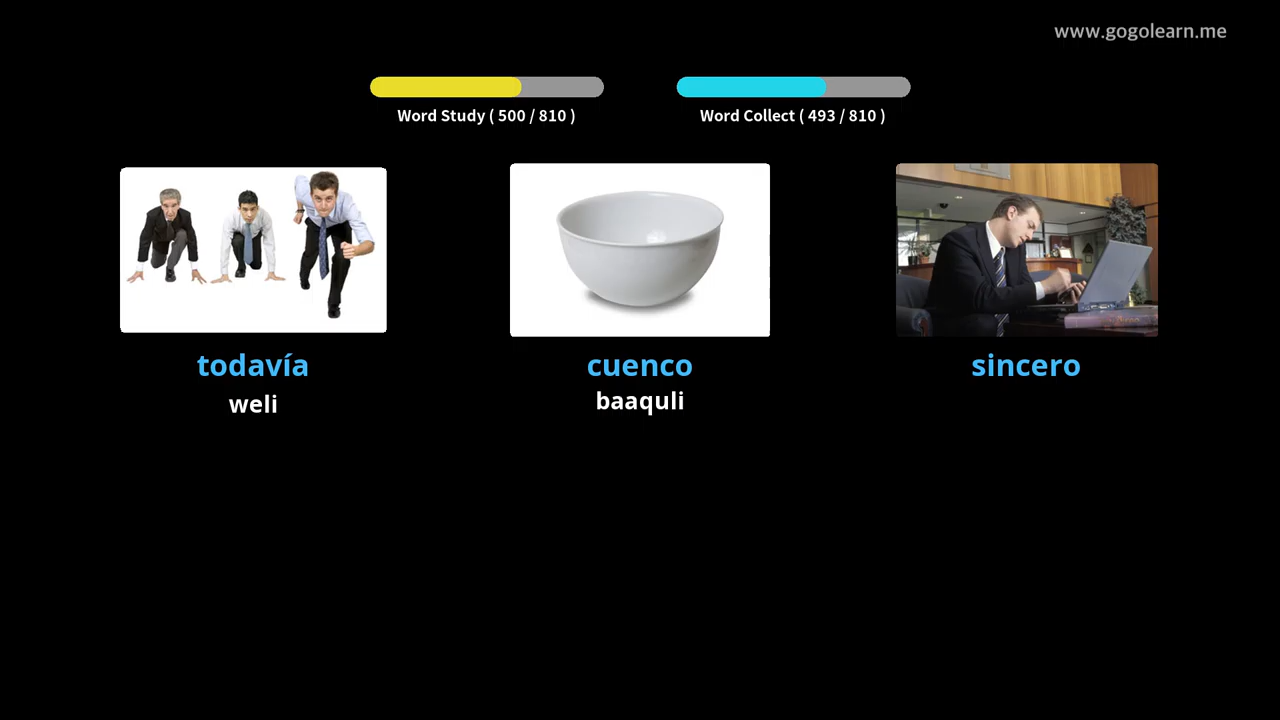 www.gogolearn.me
Word Study ( 500 / 810 )
Word Collect ( 493 / 810 )
todavía
weli
cuenco
baaquli
sincero